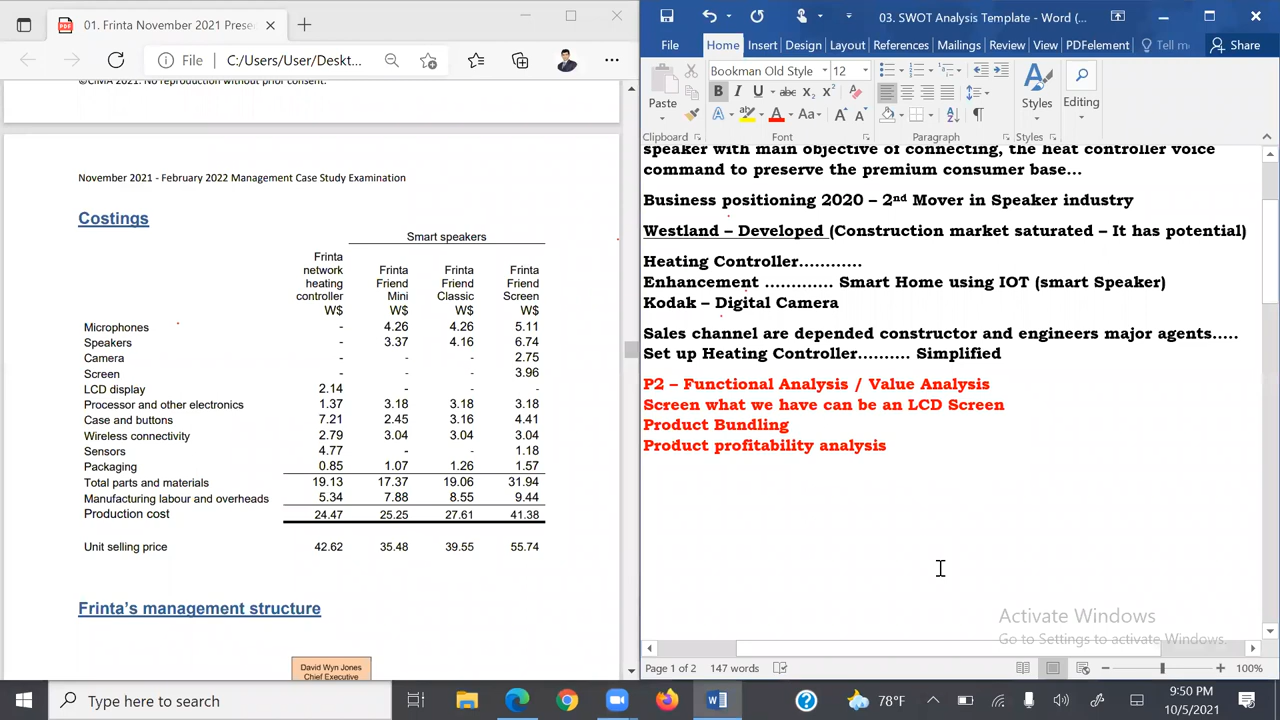 01. Frinta November 2021 Prese
File
C:/Users/User/Deskt...
©CIMA 2021. No reproduction without prior consent.
November 2021 - February 2022 Management Case Study Examination
Costings
Smart speakers
Frinta network heating controller W$
Frinta Friend Mini W$
Frinta Friend Classic W$
Frinta Friend Screen W$
Microphones - 4.26 4.26 5.11
Speakers - 3.37 4.16 6.74
Camera - - - 2.75
Screen - - - 3.96
LCD display 2.14 - - -
Processor and other electronics 1.37 3.18 3.18 3.18
Case and buttons 7.21 2.45 3.16 4.41
Wireless connectivity 2.79 3.04 3.04 3.04
Sensors 4.77 - - 1.18
Packaging 0.85 1.07 1.26 1.57
Total parts and materials 19.13 17.37 19.06 31.94
Manufacturing labour and overheads 5.34 7.88 8.55 9.44
Production cost 24.47 25.25 27.61 41.38
Unit selling price 42.62 35.48 39.55 55.74
Frinta's management structure
David Wyn Jones
Chief Executive
03. SWOT Analysis Template - Word (...
File Home Insert Design Layout References Mailings Review View PDFelement Tell me Share
Bookman Old Style 12
Paste
Styles
Editing
Clipboard Font Paragraph Styles
speaker with main objective of connecting, the heat controller voice
command to preserve the premium consumer base...
Business positioning 2020 – 2nd Mover in Speaker industry
Westland – Developed (Construction market saturated – It has potential)
Heating Controller............
Enhancement ............. Smart Home using IOT (smart Speaker)
Kodak – Digital Camera
Sales channel are depended constructor and engineers major agents.....
Set up Heating Controller.......... Simplified
P2 – Functional Analysis / Value Analysis
Screen what we have can be an LCD Screen
Product Bundling
Product profitability analysis
Activate Windows
Go to Settings to activate Windows.
Page 1 of 2 147 words
100%
Type here to search
78°F
9:50 PM
10/5/2021